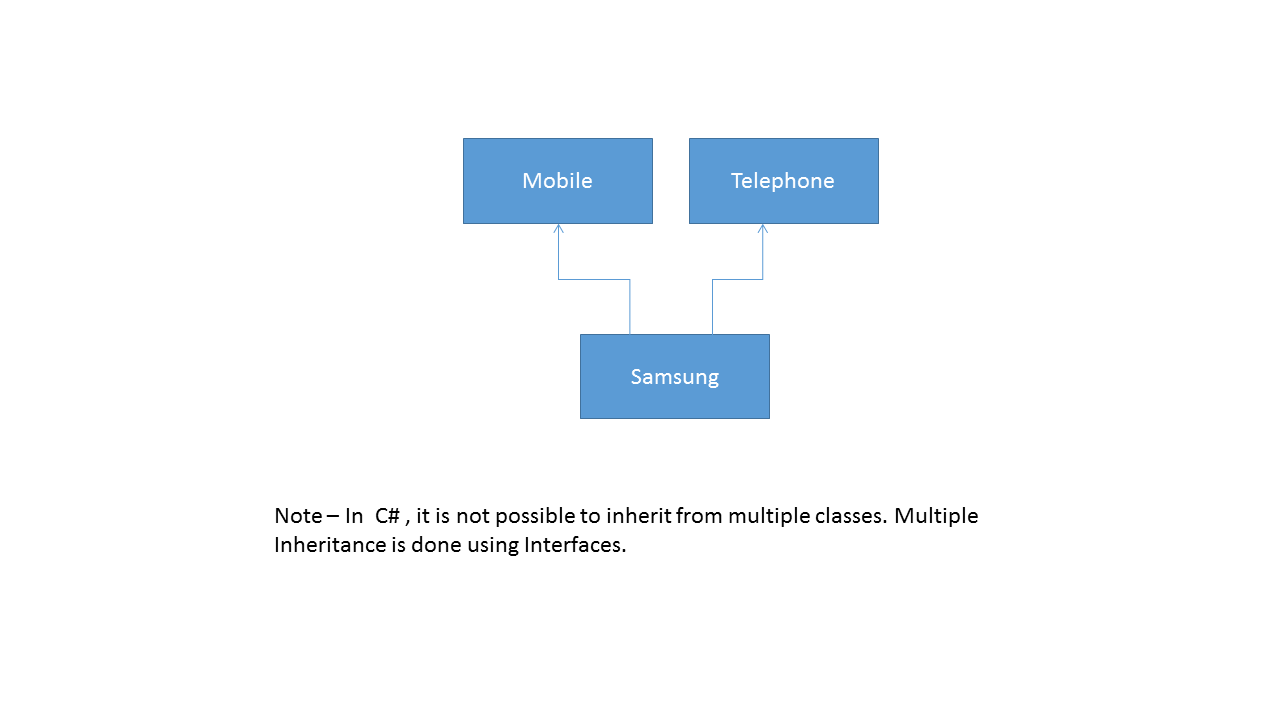 Mobile
Telephone
Samsung
Note – In  C# , it is not possible to inherit from multiple classes. Multiple
Inheritance is done using Interfaces.